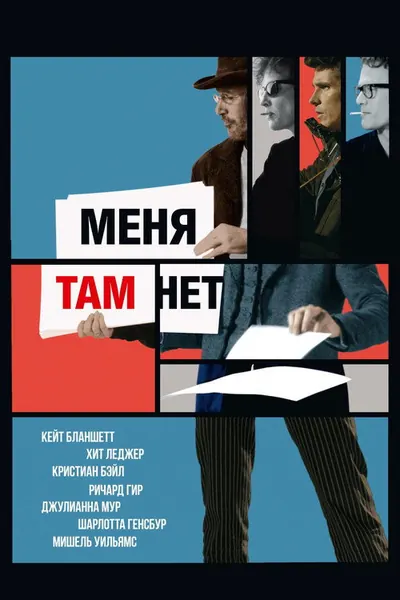 МЕНЯ
ТАМ НЕТ
КЕЙТ БЛАНШЕТТ
ХИТ ЛЕДЖЕР
КРИСТИАН БЭЙЛ
РИЧАРД ГИР
ДЖУЛИАННА МУР
ШАРЛОТТА ГЕНСБУР
МИШЕЛЬ УИЛЬЯМС